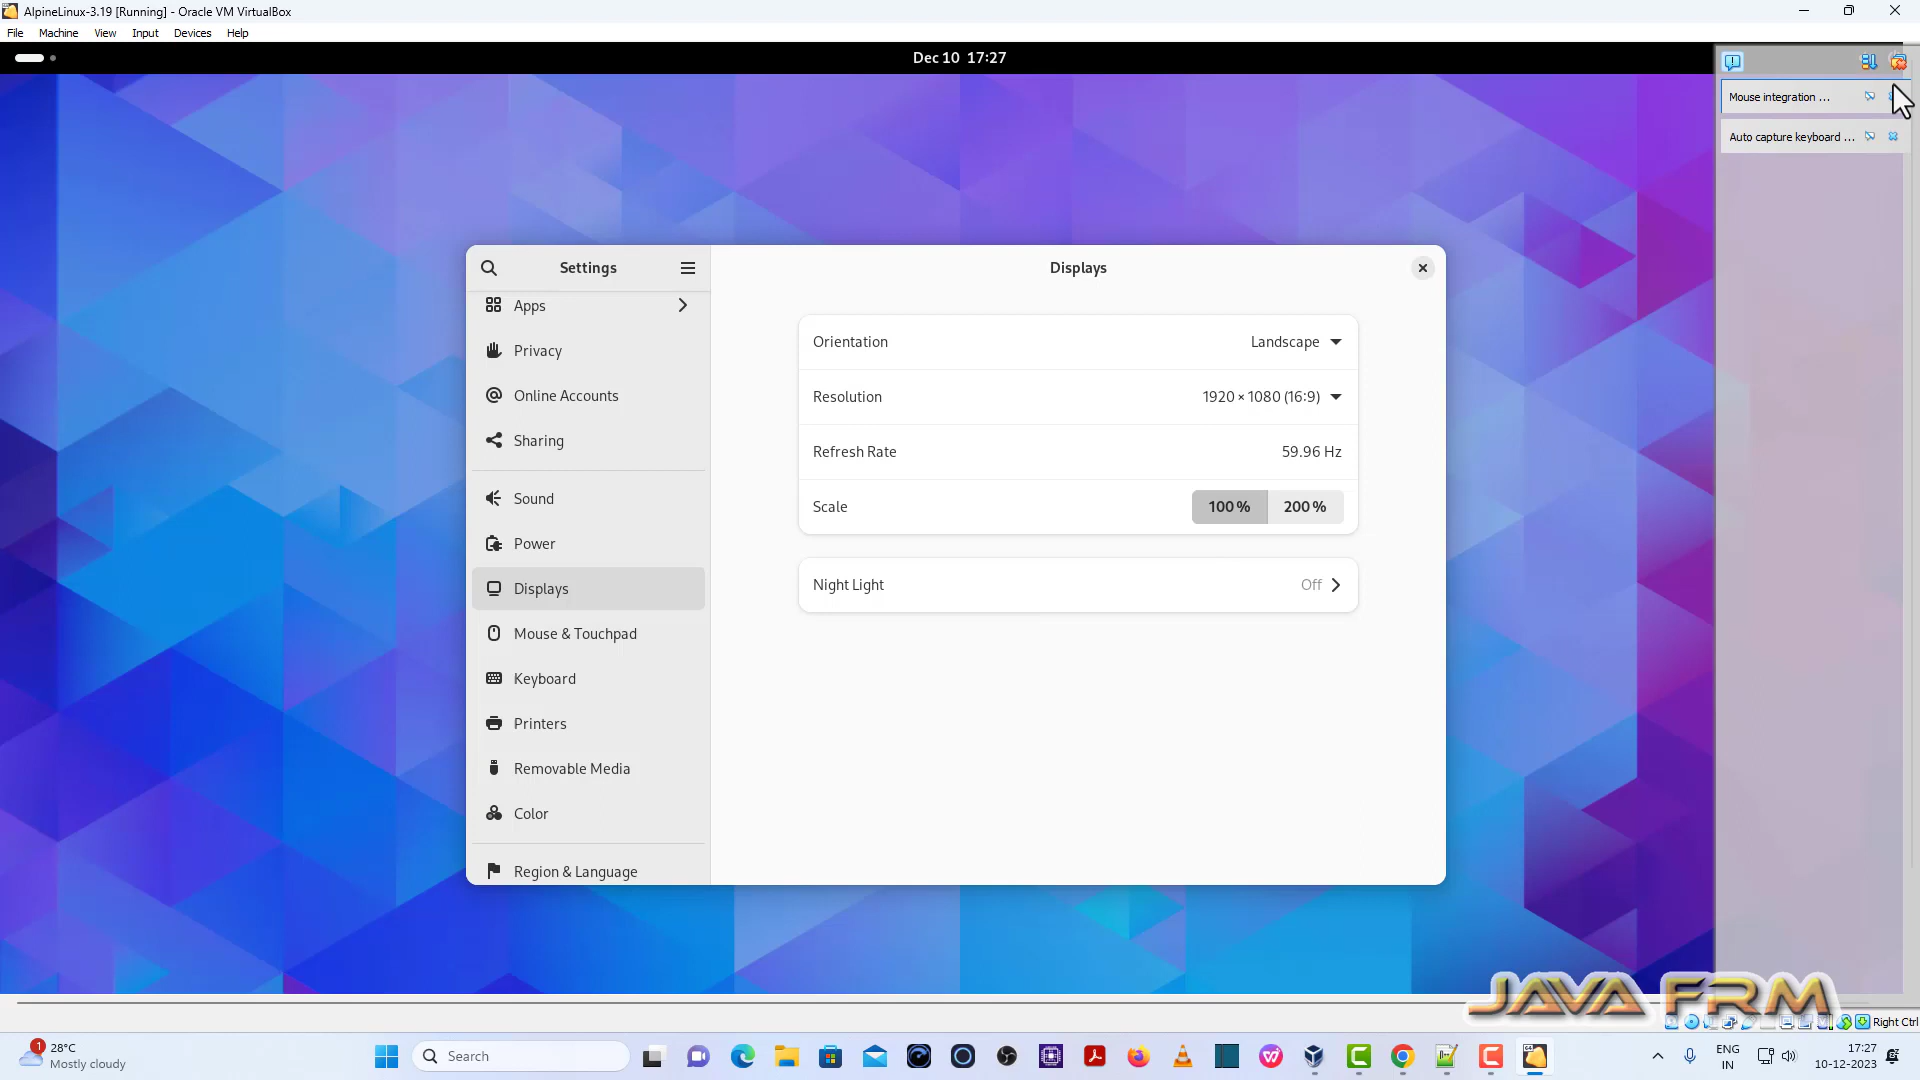 AlpineLinux-3.19 [Running] - Oracle VM VirtualBox
File Machine View Input Devices Help
Dec 10 17:27
Mouse integration ...
Auto capture keyboard ...
Settings
Displays
Apps
Privacy
Online Accounts
Sharing
Sound
Power
Displays
Mouse & Touchpad
Keyboard
Printers
Removable Media
Color
Region & Language
Orientation Landscape
Resolution 1920 × 1080 (16:9)
Refresh Rate 59.96 Hz
Scale 100 % 200 %
Night Light Off
JAVA FRM
Right Ctrl
1
28°C
Mostly cloudy
Search
ENG
IN
17:27
10-12-2023